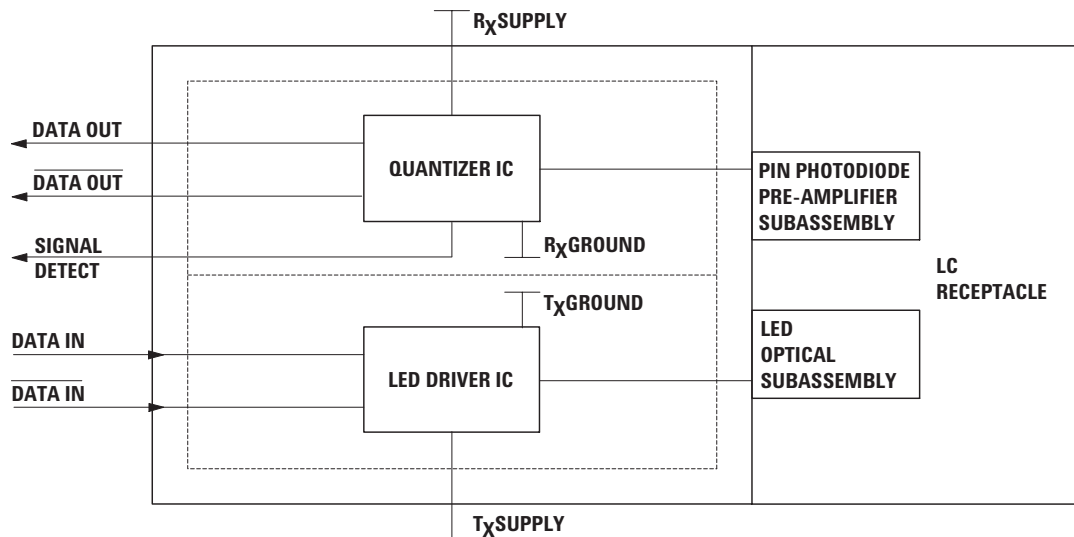 RXSUPPLY
DATA OUT
DATA OUT
SIGNAL
DETECT
QUANTIZER IC
RXGROUND
PIN PHOTODIODE
PRE-AMPLIFIER
SUBASSEMBLY
LC
RECEPTACLE
TXGROUND
DATA IN
DATA IN
LED DRIVER IC
LED
OPTICAL
SUBASSEMBLY
TXSUPPLY